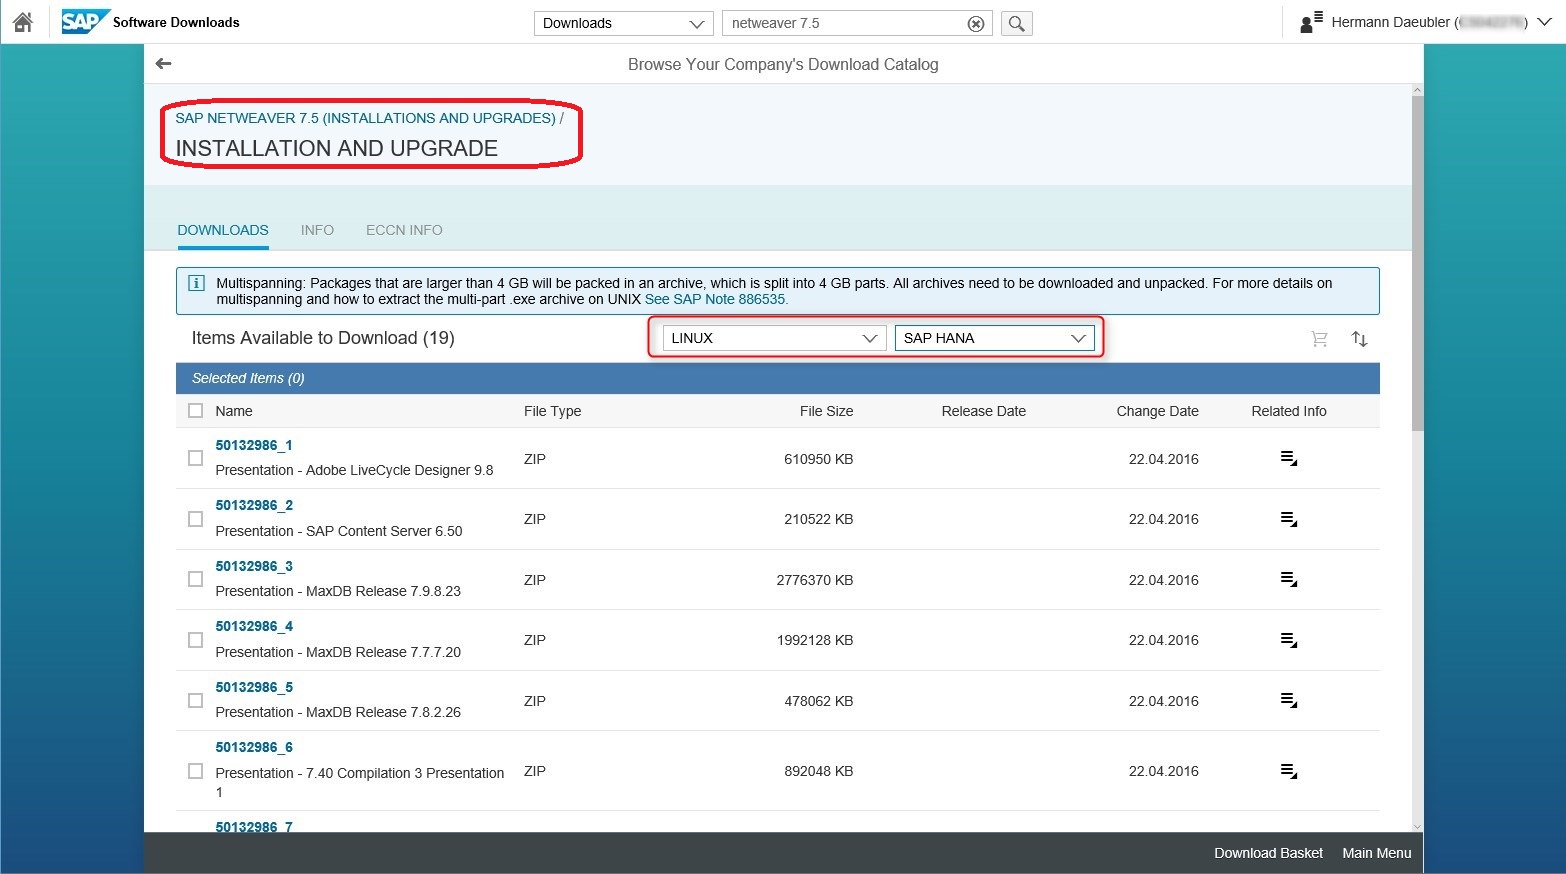 SAP Software Downloads
Downloads
netweaver 7.5
Hermann Daeubler ( )
Browse Your Company's Download Catalog
SAP NETWEAVER 7.5 (INSTALLATIONS AND UPGRADES) /
INSTALLATION AND UPGRADE
DOWNLOADS INFO ECCN INFO
Multispanning: Packages that are larger than 4 GB will be packed in an archive, which is split into 4 GB parts. All archives need to be downloaded and unpacked. For more details on
multispanning and how to extract the multi-part .exe archive on UNIX See SAP Note 886535.
Items Available to Download (19)
LINUX
SAP HANA
Selected Items (0)
Name File Type File Size Release Date Change Date Related Info
50132986_1
Presentation - Adobe LiveCycle Designer 9.8
ZIP 610950 KB 22.04.2016
50132986_2
Presentation - SAP Content Server 6.50
ZIP 210522 KB 22.04.2016
50132986_3
Presentation - MaxDB Release 7.9.8.23
ZIP 2776370 KB 22.04.2016
50132986_4
Presentation - MaxDB Release 7.7.7.20
ZIP 1992128 KB 22.04.2016
50132986_5
Presentation - MaxDB Release 7.8.2.26
ZIP 478062 KB 22.04.2016
50132986_6
Presentation - 7.40 Compilation 3 Presentation
1
ZIP 892048 KB 22.04.2016
50132986_7
Download Basket Main Menu